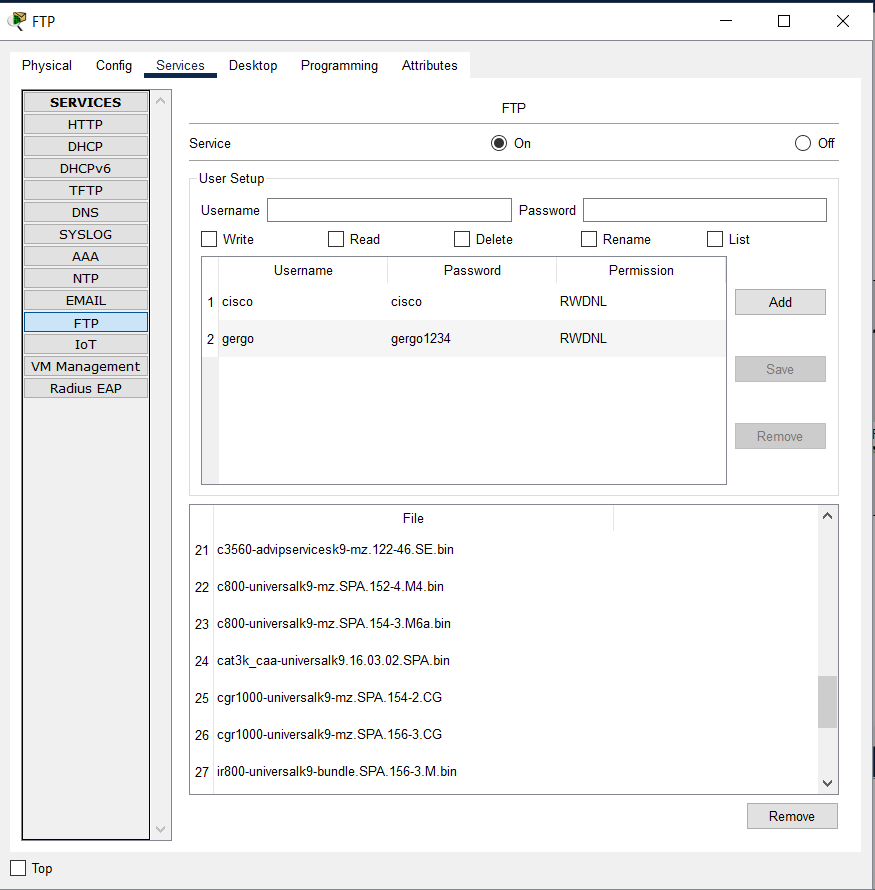 FTP
Physical Config Services Desktop Programming Attributes
SERVICES
HTTP
DHCP
DHCPv6
TFTP
DNS
SYSLOG
AAA
NTP
EMAIL
FTP
IoT
VM Management
Radius EAP
FTP
Service On Off
User Setup
Username Password
Write Read Delete Rename List
Username Password Permission
1 cisco cisco RWDNL
2 gergo gergo1234 RWDNL
Add
Save
Remove
File
21 c3560-advipservicesk9-mz.122-46.SE.bin
22 c800-universalk9-mz.SPA.152-4.M4.bin
23 c800-universalk9-mz.SPA.154-3.M6a.bin
24 cat3k_caa-universalk9.16.03.02.SPA.bin
25 cgr1000-universalk9-mz.SPA.154-2.CG
26 cgr1000-universalk9-mz.SPA.156-3.CG
27 ir800-universalk9-bundle.SPA.156-3.M.bin
Remove
Top